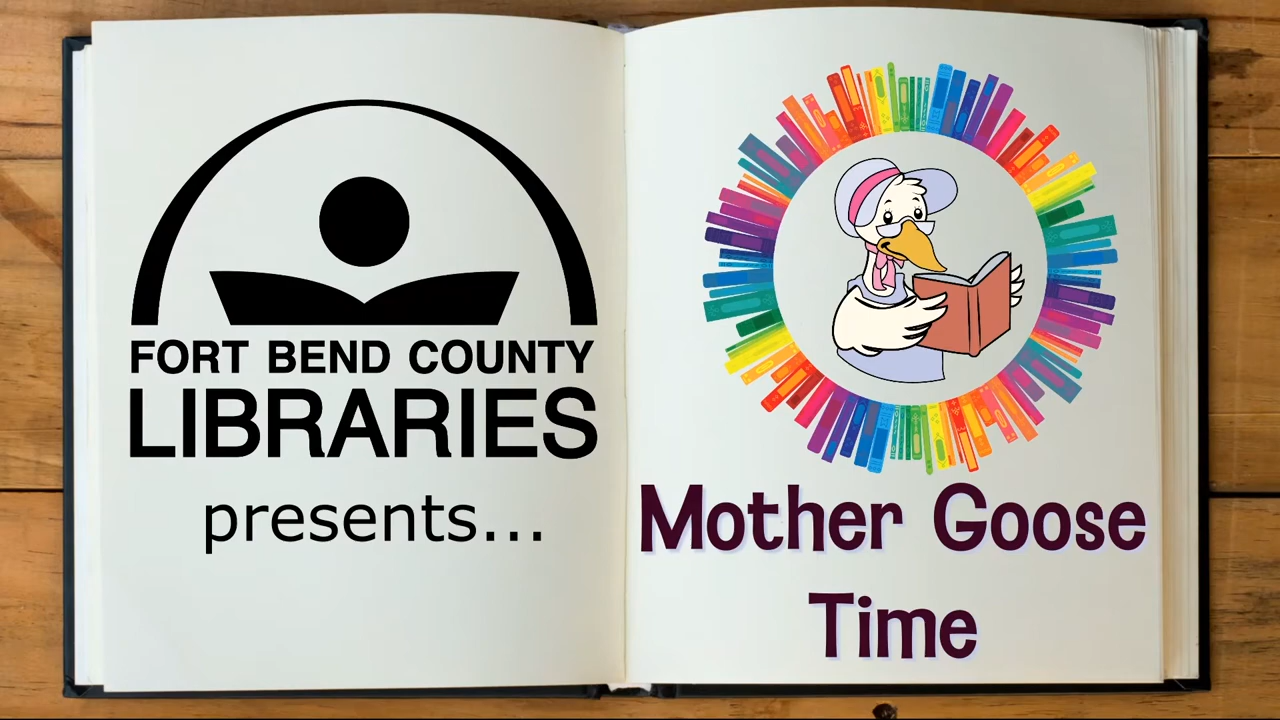 FORT BEND COUNTY
LIBRARIES
presents...
Mother Goose
Time